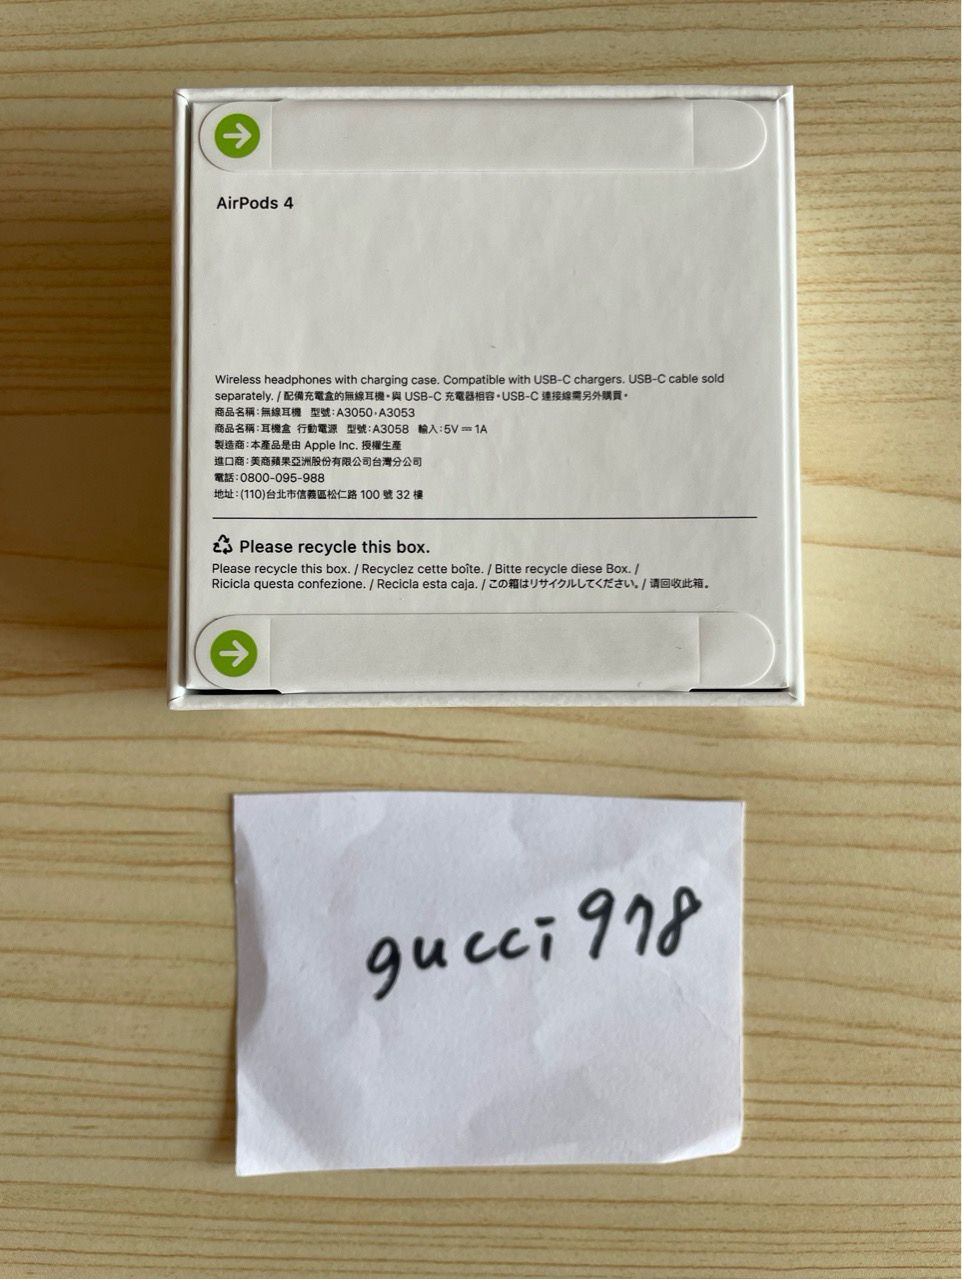 AirPods 4
Wireless headphones with charging case. Compatible with USB-C chargers. USB-C cable sold
separately. / 配備充電盒的無線耳機。與 USB-C 充電器相容。USB-C 連接線需另外購買。
商品名稱：無線耳機 型號：A3050，A3053
商品名稱：耳機盒 行動電源 型號：A3058 輸入：5V⎓1A
製造商：本產品是由 Apple Inc. 授權生產
進口商：美商蘋果亞洲股份有限公司台灣分公司
電話：0800-095-988
地址：(110)台北市信義區松仁路 100 號 32 樓
Please recycle this box.
Please recycle this box. / Recyclez cette boîte. / Bitte recycle diese Box. /
Ricicla questa confezione. / Recicla esta caja. / この箱はリサイクルしてください。/ 请回收此箱。
gucci978